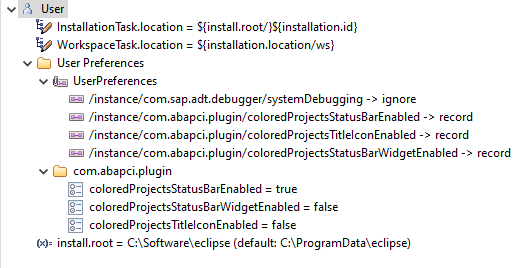 User
InstallationTask.location = ${install.root/}${installation.id}
WorkspaceTask.location = ${installation.location/ws}
User Preferences
UserPreferences
/instance/com.sap.adt.debugger/systemDebugging -> ignore
/instance/com.abapci.plugin/coloredProjectsStatusBarEnabled -> record
/instance/com.abapci.plugin/coloredProjectsTitleIconEnabled -> record
/instance/com.abapci.plugin/coloredProjectsStatusBarWidgetEnabled -> record
com.abapci.plugin
coloredProjectsStatusBarEnabled = true
coloredProjectsStatusBarWidgetEnabled = false
coloredProjectsTitleIconEnabled = false
(x)= install.root = C:\Software\eclipse (default: C:\ProgramData\eclipse)